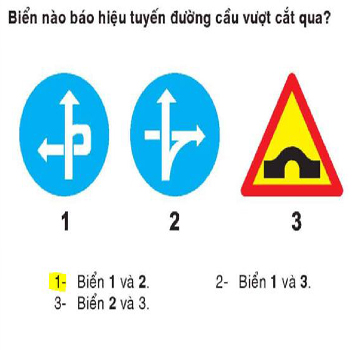 Biển nào báo hiệu tuyến đường cầu vượt cắt qua?
1 2 3
1- Biển 1 và 2. 2- Biển 1 và 3.
3- Biển 2 và 3.